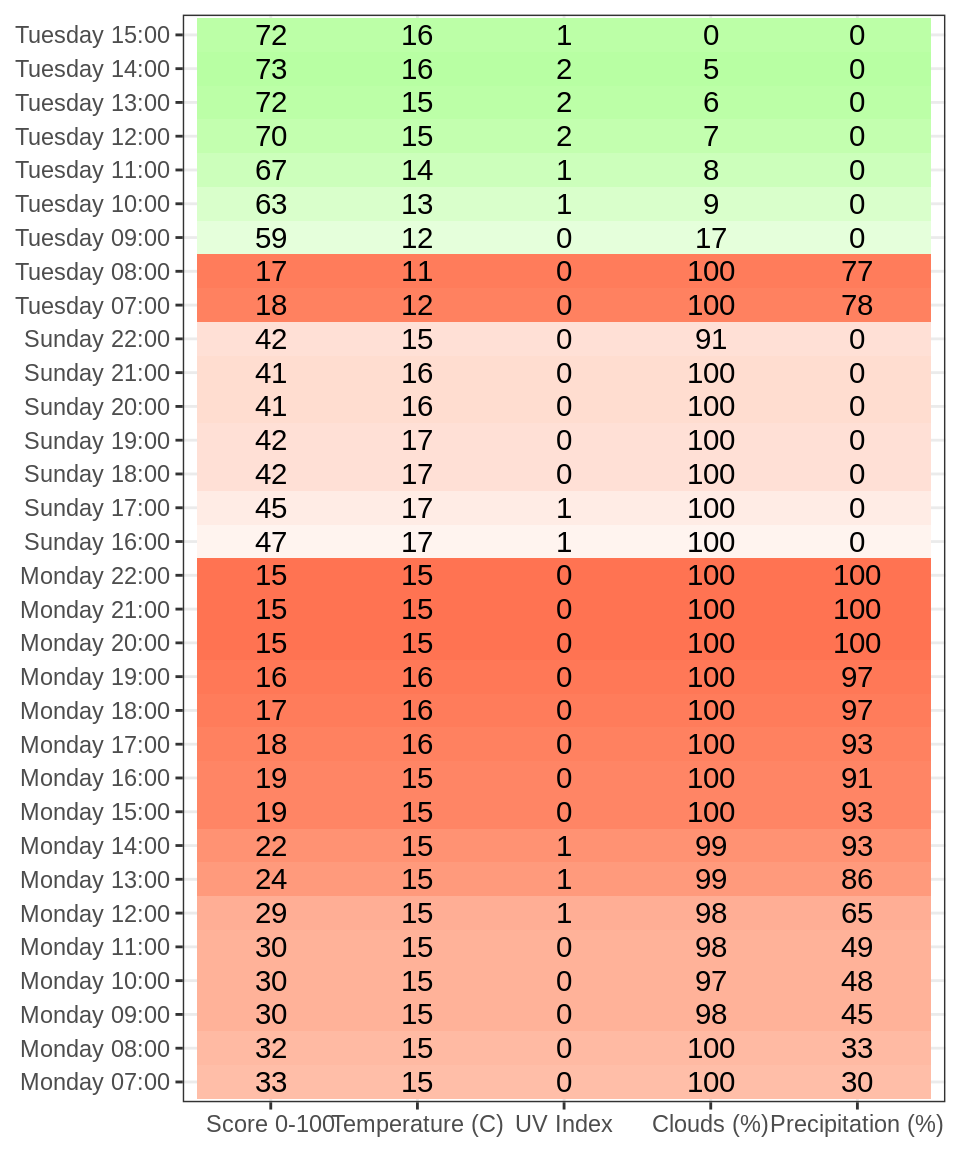 Tuesday 15:00 72 16 1 0 0
Tuesday 14:00 73 16 2 5 0
Tuesday 13:00 72 15 2 6 0
Tuesday 12:00 70 15 2 7 0
Tuesday 11:00 67 14 1 8 0
Tuesday 10:00 63 13 1 9 0
Tuesday 09:00 59 12 0 17 0
Tuesday 08:00 17 11 0 100 77
Tuesday 07:00 18 12 0 100 78
Sunday 22:00 42 15 0 91 0
Sunday 21:00 41 16 0 100 0
Sunday 20:00 41 16 0 100 0
Sunday 19:00 42 17 0 100 0
Sunday 18:00 42 17 0 100 0
Sunday 17:00 45 17 1 100 0
Sunday 16:00 47 17 1 100 0
Monday 22:00 15 15 0 100 100
Monday 21:00 15 15 0 100 100
Monday 20:00 15 15 0 100 100
Monday 19:00 16 16 0 100 97
Monday 18:00 17 16 0 100 97
Monday 17:00 18 16 0 100 93
Monday 16:00 19 15 0 100 91
Monday 15:00 19 15 0 100 93
Monday 14:00 22 15 1 99 93
Monday 13:00 24 15 1 99 86
Monday 12:00 29 15 1 98 65
Monday 11:00 30 15 0 98 49
Monday 10:00 30 15 0 97 48
Monday 09:00 30 15 0 98 45
Monday 08:00 32 15 0 100 33
Monday 07:00 33 15 0 100 30
Score 0-100 Temperature (C) UV Index Clouds (%) Precipitation (%)